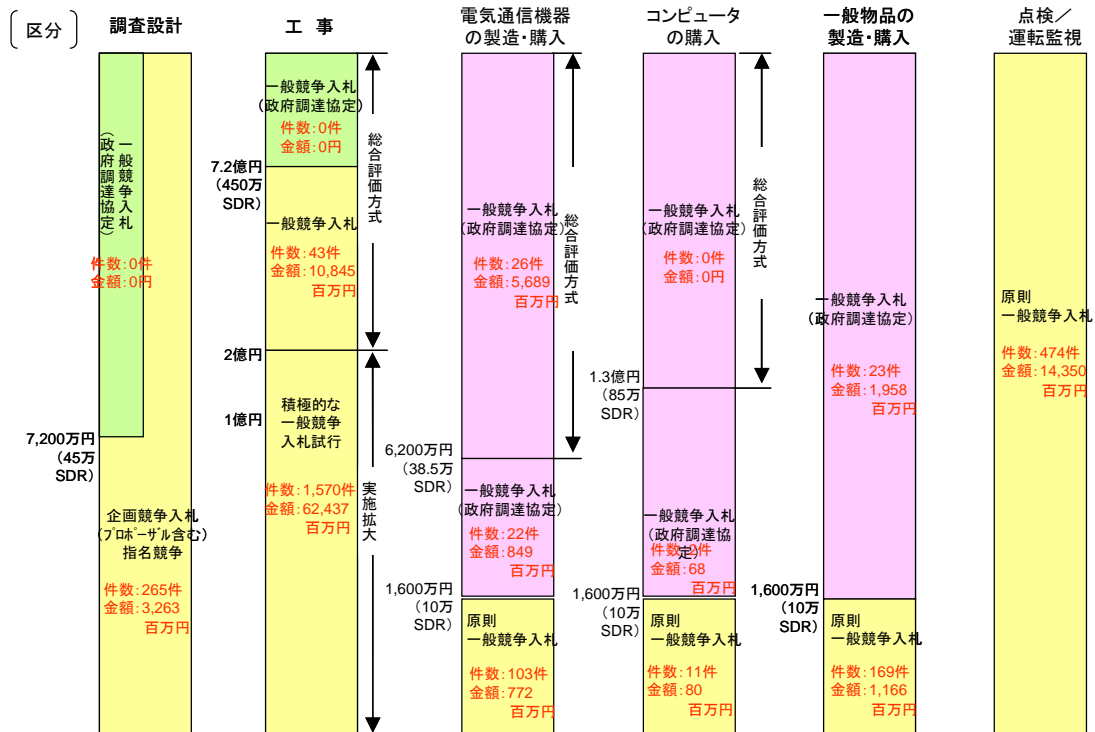 区分
調査設計
工 事
電気通信機器
の製造・購入
コンピュータ
の購入
一般物品の
製造・購入
点検／
運転監視
一般競争入札
(政府調達協定)
件数:0件
金額:0円
7,200万円
(45万
SDR)
企画競争入札
(ﾌﾟﾛﾎﾟｰｻﾞﾙ含む)
指名競争
件数:265件
金額:3,263
百万円
一般競争入札
(政府調達協定)
件数:0件
金額:0円
7.2億円
(450万
SDR)
一般競争入札
件数:43件
金額:10,845
百万円
総合評価方式
2億円
1億円
積極的な
一般競争
入札試行
件数:1,570件
金額:62,437
百万円
実施拡大
一般競争入札
(政府調達協定)
件数:26件
金額:5,689
百万円
総合評価方式
6,200万円
(38.5万
SDR)
一般競争入札
(政府調達協定)
件数:22件
金額:849
百万円
1,600万円
(10万
SDR)
原則
一般競争入札
件数:103件
金額:772
百万円
一般競争入札
(政府調達協定)
件数:0件
金額:0円
総合評価方式
1.3億円
(85万
SDR)
一般競争入札
(政府調達協
定)
件数:2件
金額:68
百万円
1,600万円
(10万
SDR)
原則
一般競争入札
件数:11件
金額:80
百万円
一般競争入札
(政府調達協定)
件数:23件
金額:1,958
百万円
1,600万円
(10万
SDR)
原則
一般競争入札
件数:169件
金額:1,166
百万円
原則
一般競争入札
件数:474件
金額:14,350
百万円